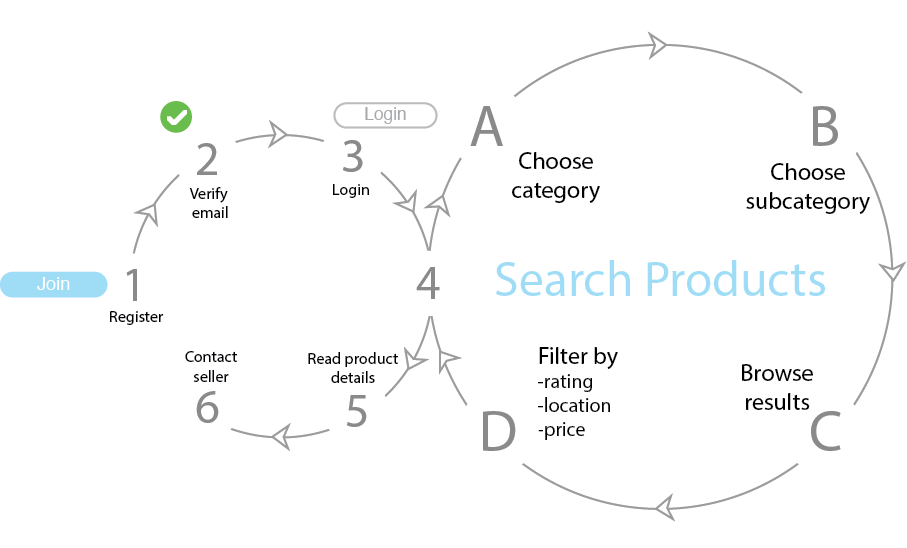 Join
1
Register
2
Verify
email
Login
3
Login
4
Search Products
A
Choose
category
B
Choose
subcategory
C
Browse
results
D
Filter by
-rating
-location
-price
Read product
details
5
Contact
seller
6